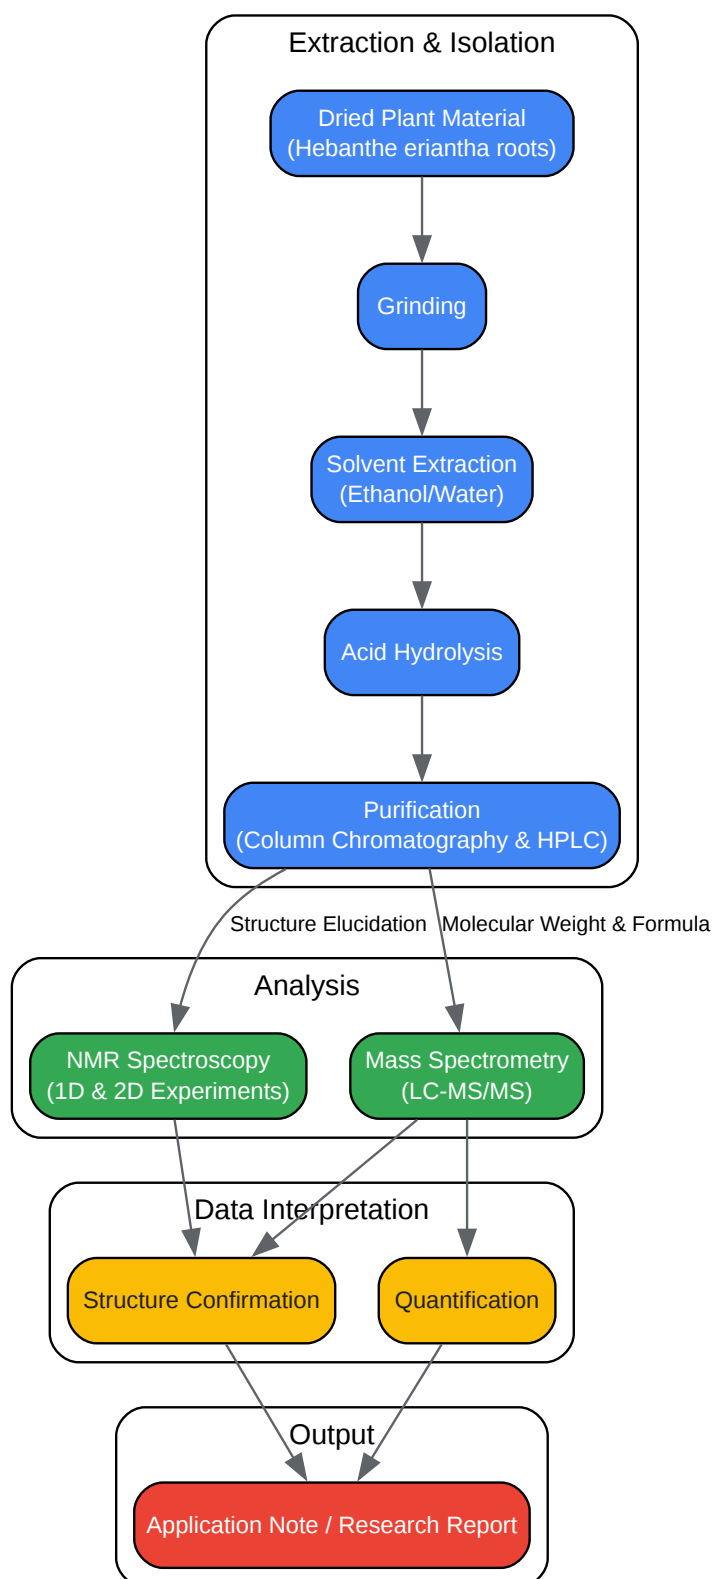 Extraction & Isolation
Dried Plant Material
(Hebanthe eriantha roots)
Grinding
Solvent Extraction
(Ethanol/Water)
Acid Hydrolysis
Purification
(Column Chromatography & HPLC)
Structure Elucidation
Molecular Weight & Formula
Analysis
NMR Spectroscopy
(1D & 2D Experiments)
Mass Spectrometry
(LC-MS/MS)
Data Interpretation
Structure Confirmation
Quantification
Output
Application Note / Research Report